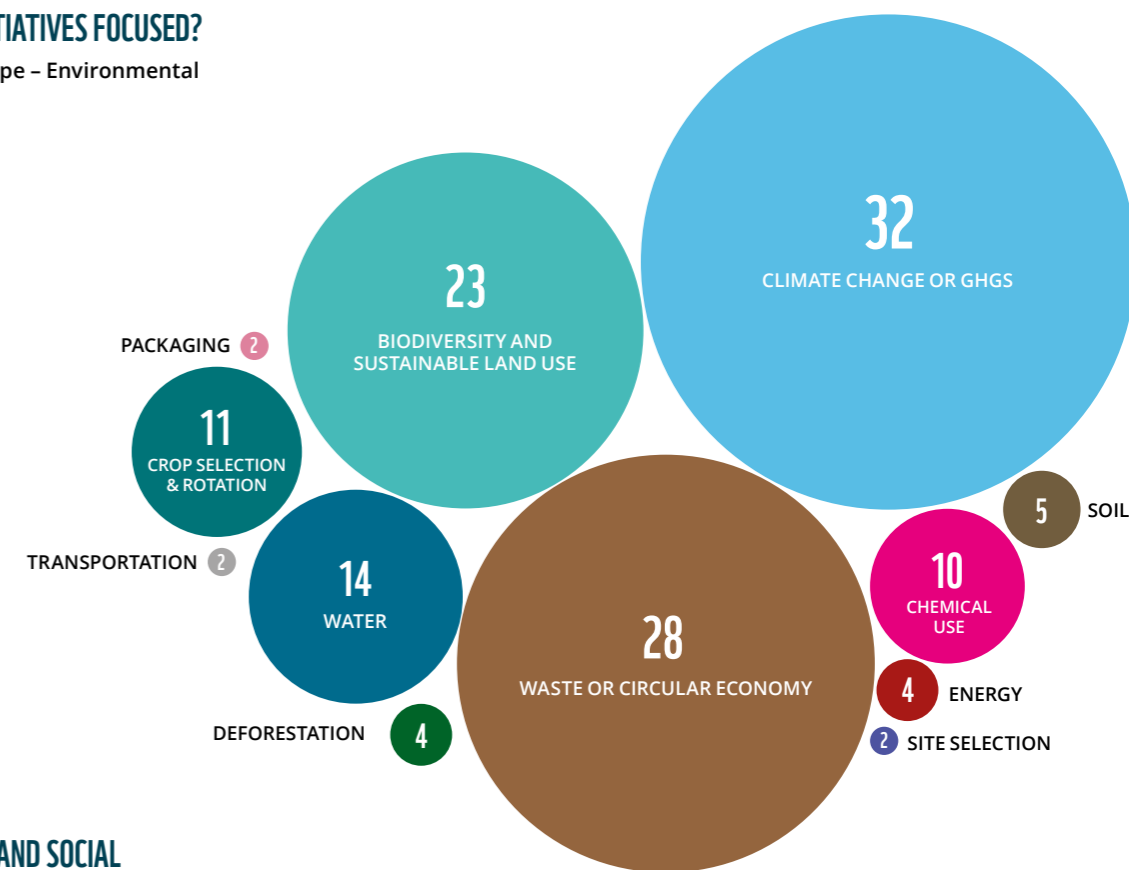 TIATIVES FOCUSED?
pe – Environmental
32
CLIMATE CHANGE OR GHGS
23
BIODIVERSITY AND
SUSTAINABLE LAND USE
PACKAGING 2
11
CROP SELECTION
& ROTATION
5 SOIL
TRANSPORTATION 2
14
WATER
10
CHEMICAL
USE
28
WASTE OR CIRCULAR ECONOMY
4 ENERGY
DEFORESTATION 4
2 SITE SELECTION
AND SOCIAL